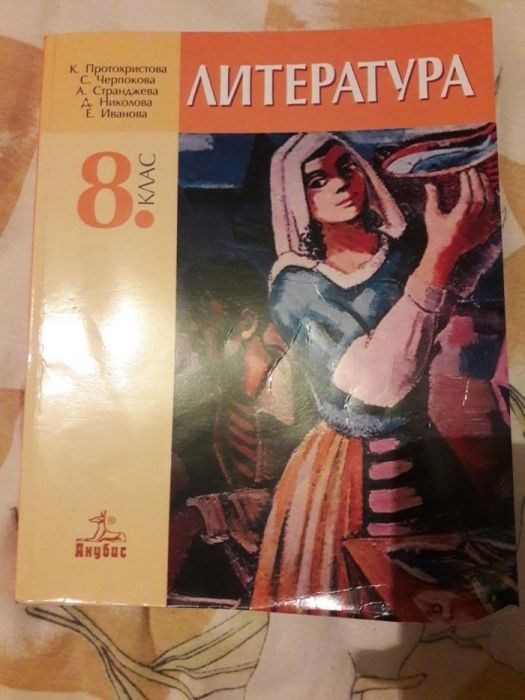 К. Протохристова
С. Черпокова
А. Странджева
Д. Николова
Е. Иванова
ЛИТЕРАТУРА
8. КЛАС
®
Анубис